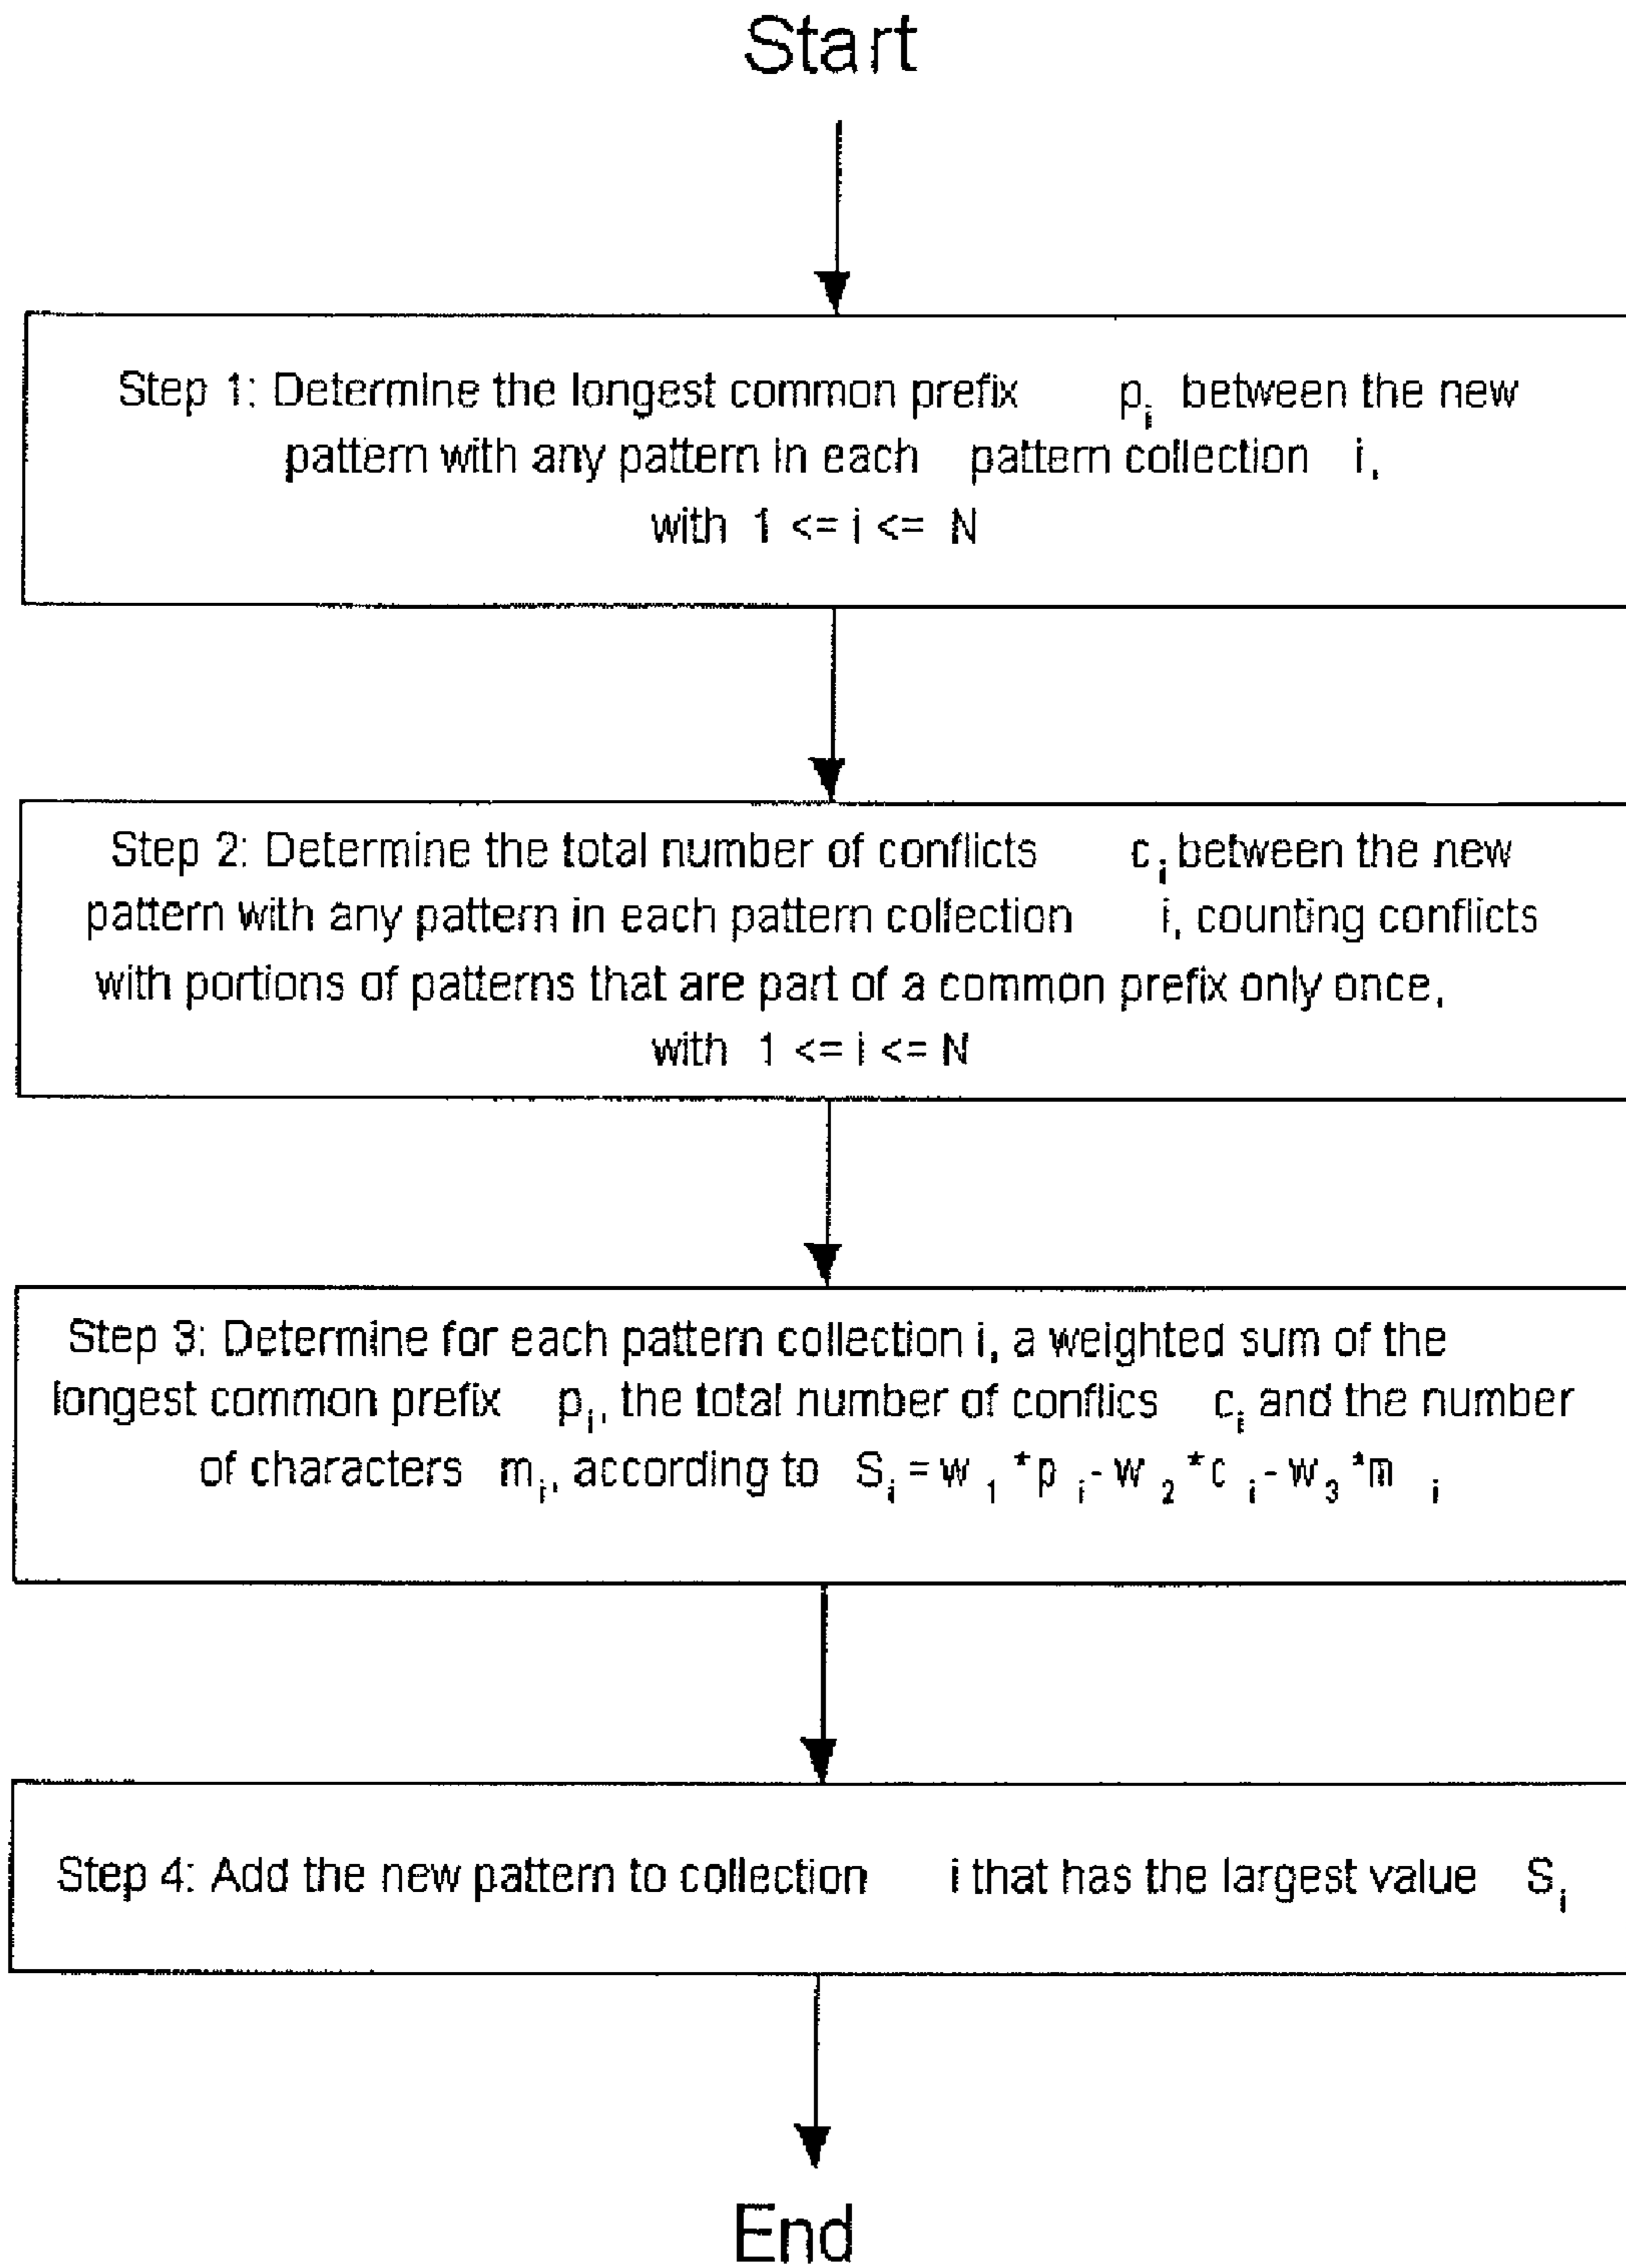 Start
Step 1: Determine the longest common prefix p_i between the new
pattern with any pattern in each pattern collection i,
with 1 <= i <= N
Step 2: Determine the total number of conflicts c_i between the new
pattern with any pattern in each pattern collection i, counting conflicts
with portions of patterns that are part of a common prefix only once,
with 1 <= i <= N
Step 3: Determine for each pattern collection i, a weighted sum of the
longest common prefix p_i, the total number of conflics c_i and the number
of characters m_i, according to S_i = w_1 * p_i - w_2 * c_i - w_3 * m_i
Step 4: Add the new pattern to collection i that has the largest value S_i
End